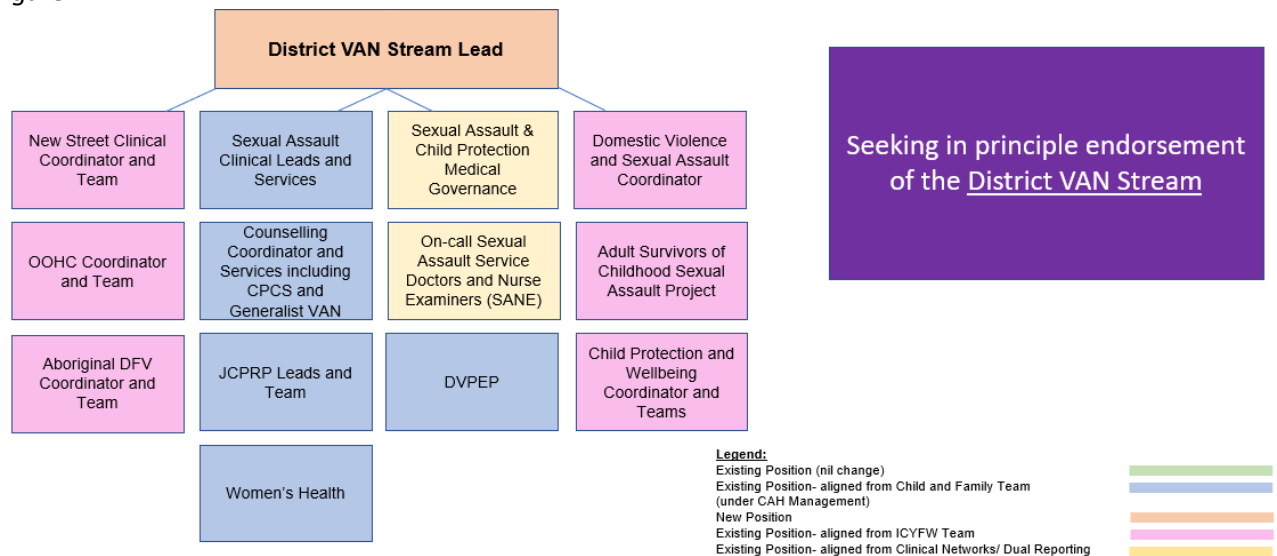 District VAN Stream Lead
New Street Clinical
Coordinator and
Team
Sexual Assault
Clinical Leads and
Services
Sexual Assault &
Child Protection
Medical
Governance
Domestic Violence
and Sexual Assault
Coordinator
OOHC Coordinator
and Team
Counselling
Coordinator and
Services including
CPCS and
Generalist VAN
On-call Sexual
Assault Service
Doctors and Nurse
Examiners (SANE)
Adult Survivors of
Childhood Sexual
Assault Project
Aboriginal DFV
Coordinator and
Team
JCPRP Leads and
Team
DVPEP
Child Protection and
Wellbeing
Coordinator and
Teams
Women's Health
Seeking in principle endorsement
of the District VAN Stream
Legend:
Existing Position (nil change)
Existing Position- aligned from Child and Family Team
(under CAH Management)
New Position
Existing Position- aligned from ICYFW Team
Existing Position- aligned from Clinical Networks/ Dual Reporting